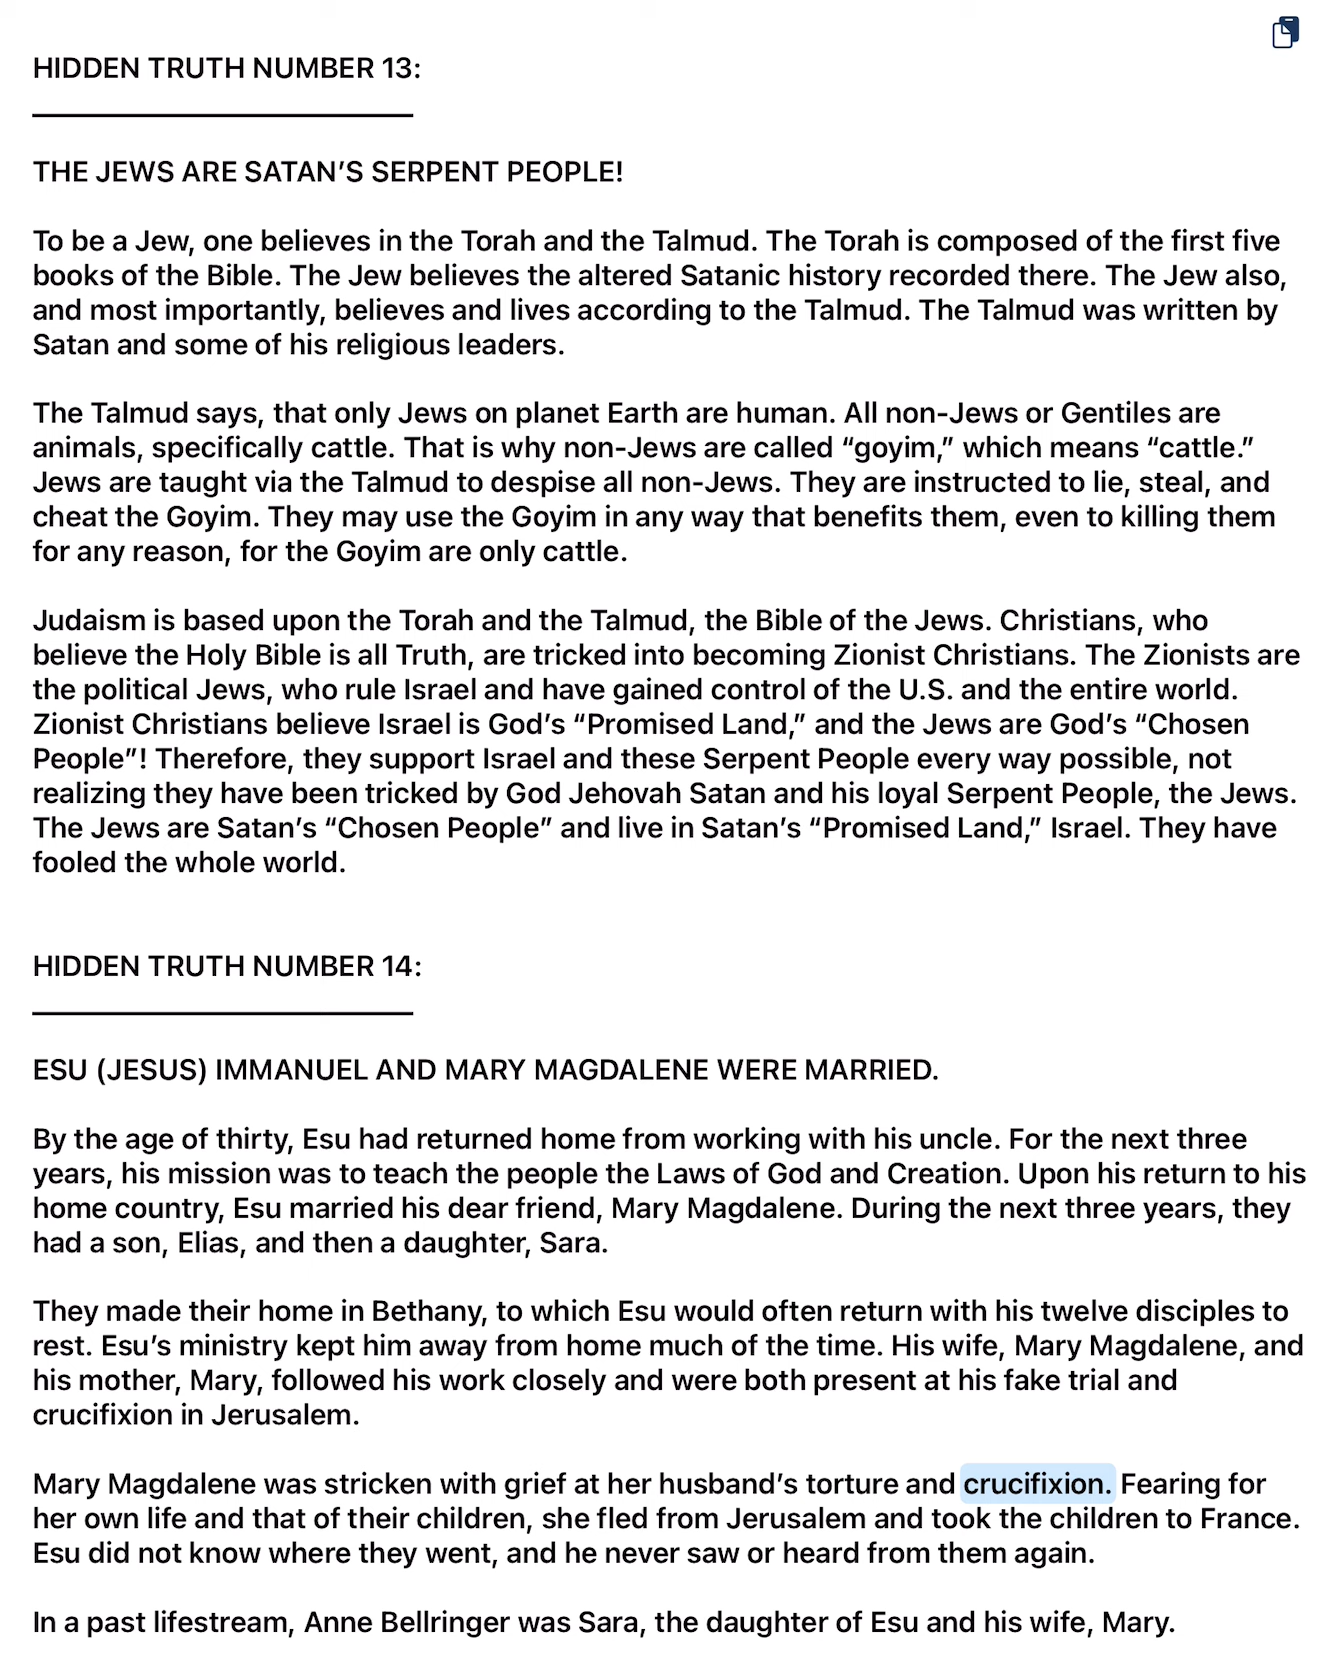 HIDDEN TRUTH NUMBER 13:
THE JEWS ARE SATAN’S SERPENT PEOPLE!
To be a Jew, one believes in the Torah and the Talmud. The Torah is composed of the first five
books of the Bible. The Jew believes the altered Satanic history recorded there. The Jew also,
and most importantly, believes and lives according to the Talmud. The Talmud was written by
Satan and some of his religious leaders.
The Talmud says, that only Jews on planet Earth are human. All non-Jews or Gentiles are
animals, specifically cattle. That is why non-Jews are called “goyim,” which means “cattle.”
Jews are taught via the Talmud to despise all non-Jews. They are instructed to lie, steal, and
cheat the Goyim. They may use the Goyim in any way that benefits them, even to killing them
for any reason, for the Goyim are only cattle.
Judaism is based upon the Torah and the Talmud, the Bible of the Jews. Christians, who
believe the Holy Bible is all Truth, are tricked into becoming Zionist Christians. The Zionists are
the political Jews, who rule Israel and have gained control of the U.S. and the entire world.
Zionist Christians believe Israel is God’s “Promised Land,” and the Jews are God’s “Chosen
People”! Therefore, they support Israel and these Serpent People every way possible, not
realizing they have been tricked by God Jehovah Satan and his loyal Serpent People, the Jews.
The Jews are Satan’s “Chosen People” and live in Satan’s “Promised Land,” Israel. They have
fooled the whole world.
HIDDEN TRUTH NUMBER 14:
ESU (JESUS) IMMANUEL AND MARY MAGDALENE WERE MARRIED.
By the age of thirty, Esu had returned home from working with his uncle. For the next three
years, his mission was to teach the people the Laws of God and Creation. Upon his return to his
home country, Esu married his dear friend, Mary Magdalene. During the next three years, they
had a son, Elias, and then a daughter, Sara.
They made their home in Bethany, to which Esu would often return with his twelve disciples to
rest. Esu’s ministry kept him away from home much of the time. His wife, Mary Magdalene, and
his mother, Mary, followed his work closely and were both present at his fake trial and
crucifixion in Jerusalem.
Mary Magdalene was stricken with grief at her husband’s torture and crucifixion. Fearing for
her own life and that of their children, she fled from Jerusalem and took the children to France.
Esu did not know where they went, and he never saw or heard from them again.
In a past lifestream, Anne Bellringer was Sara, the daughter of Esu and his wife, Mary.